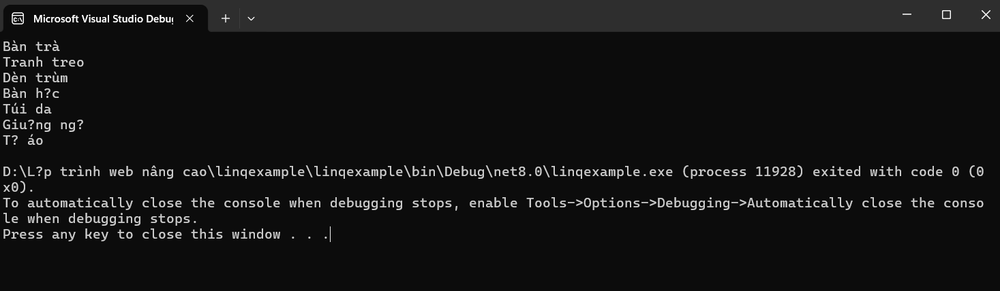 Microsoft Visual Studio Debug
Bàn trà
Tranh treo
Dèn trùm
Bàn h?c
Túi da
Giu?ng ng?
T? áo
D:\L?p trình web nâng cao\linqexample\linqexample\bin\Debug\net8.0\linqexample.exe (process 11928) exited with code 0 (0
x0).
To automatically close the console when debugging stops, enable Tools->Options->Debugging->Automatically close the conso
le when debugging stops.
Press any key to close this window . . .